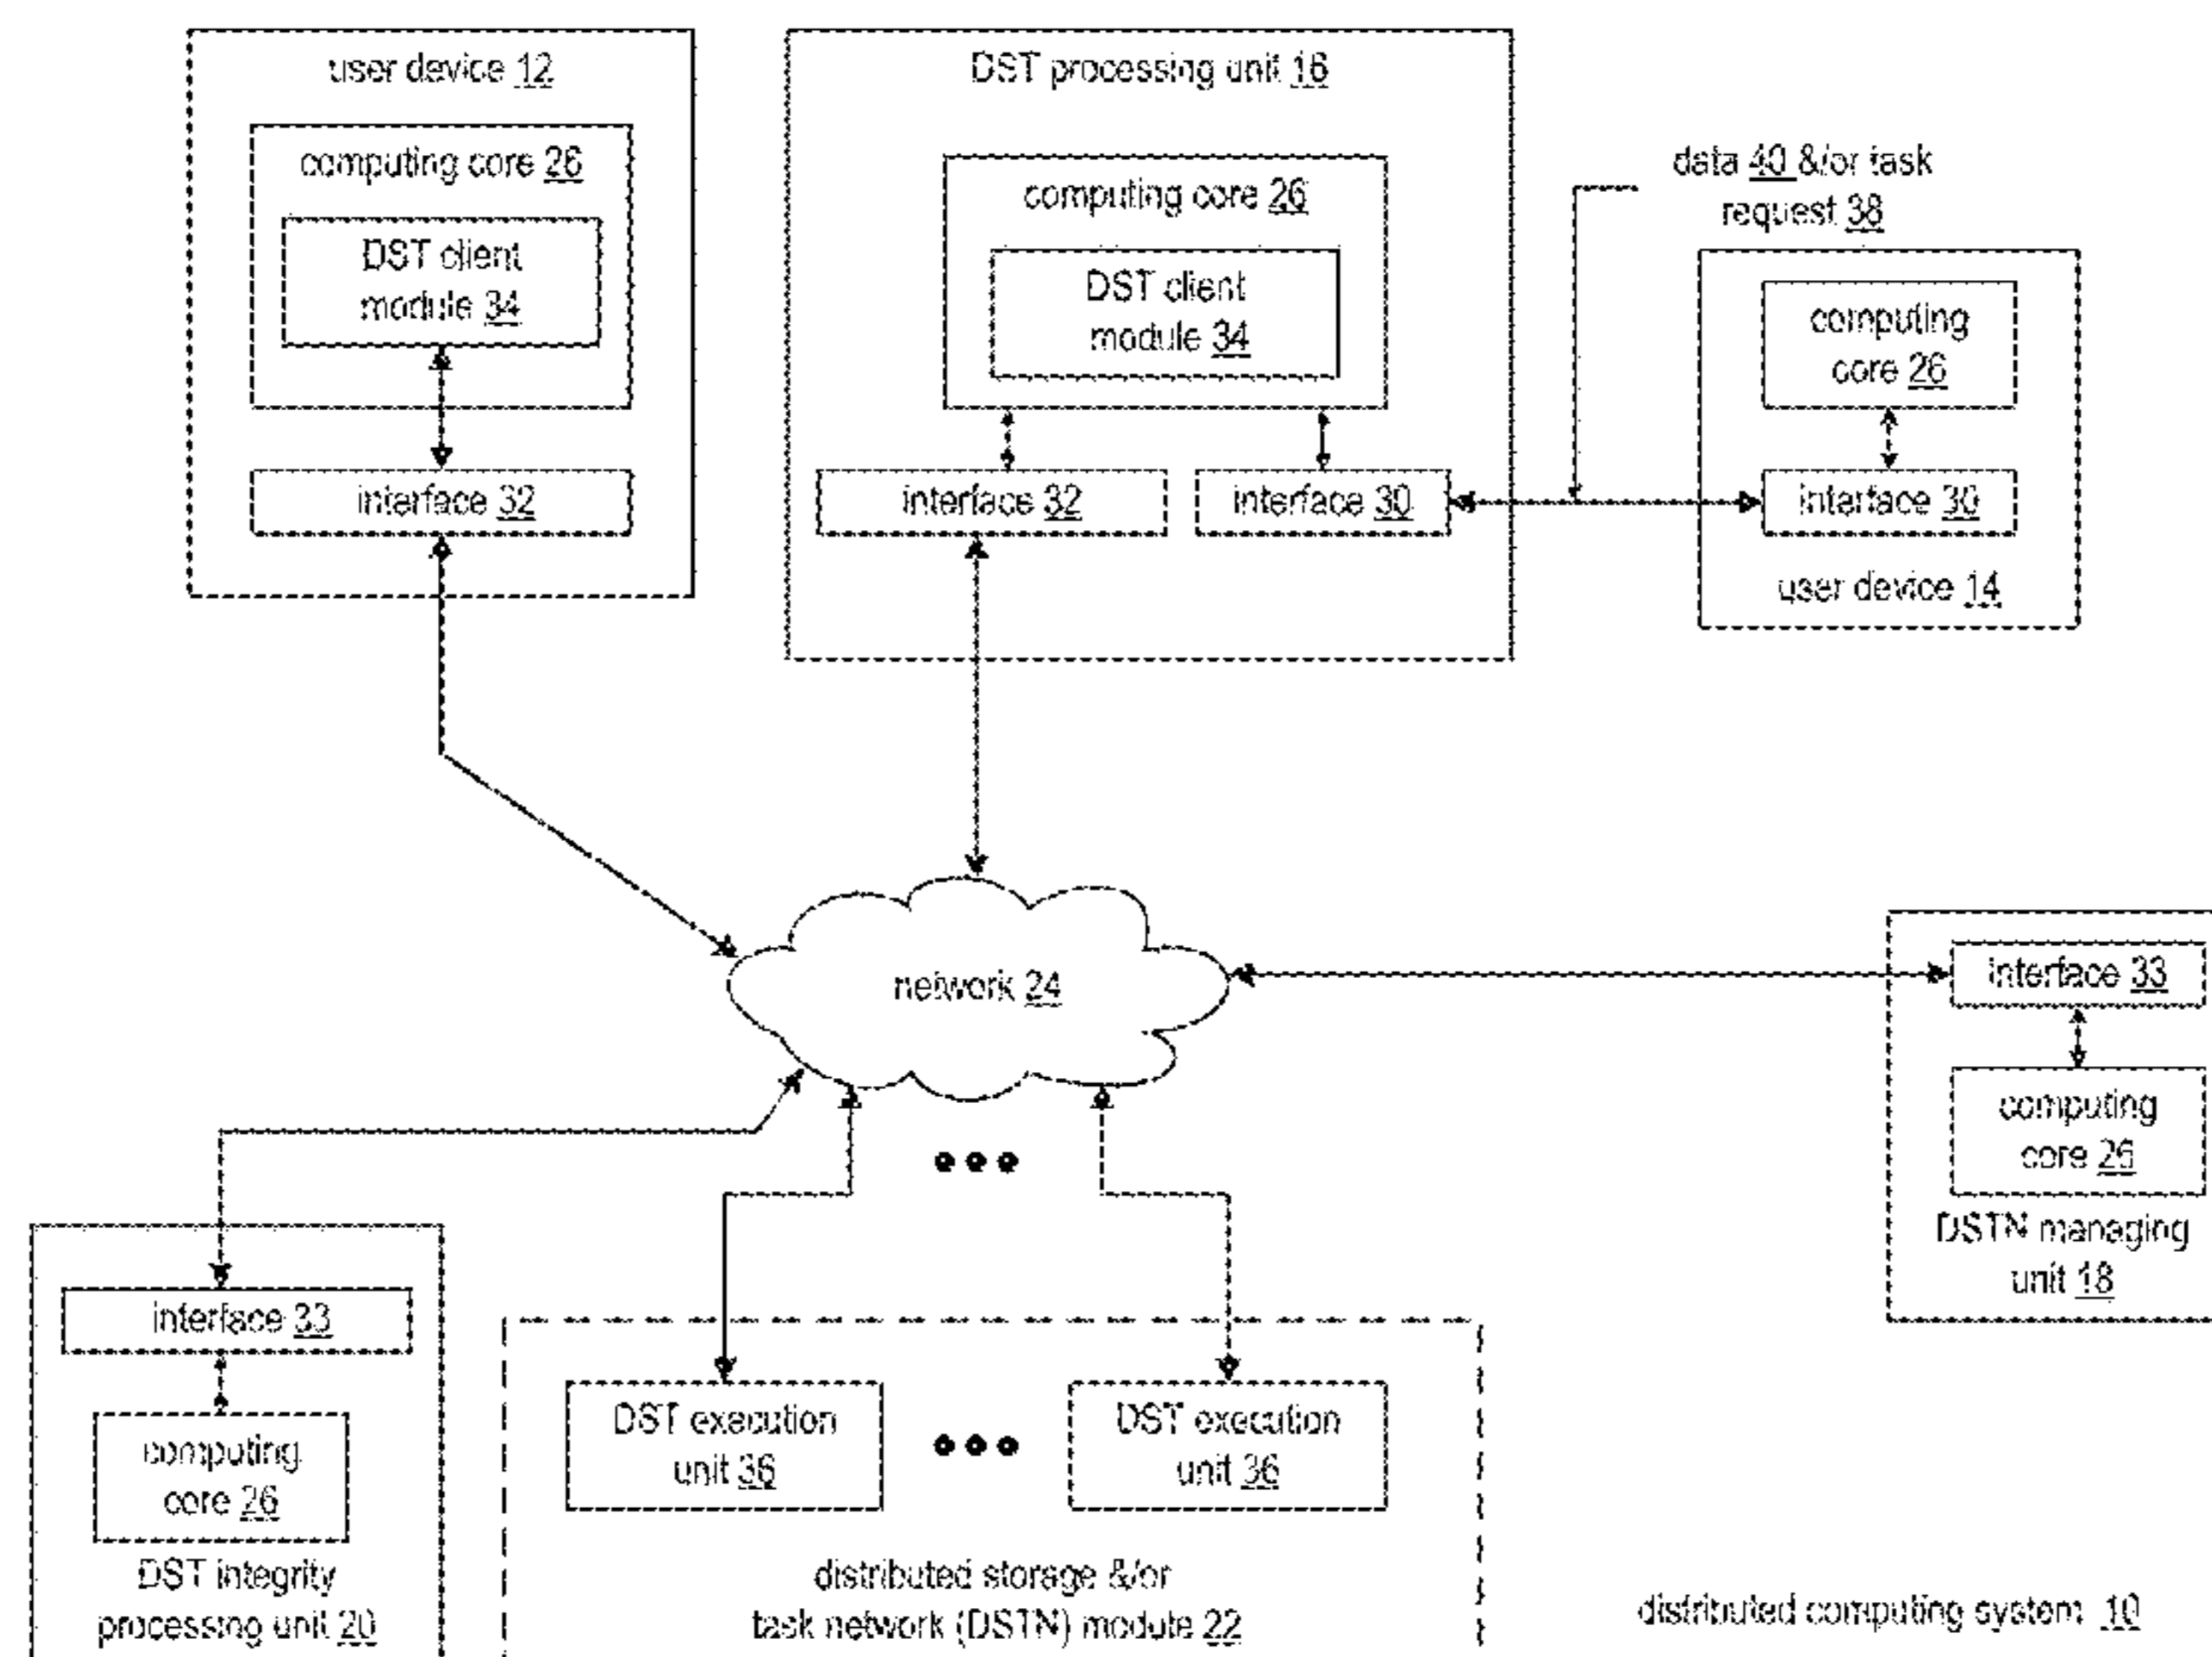 user device 12
computing core 26
DST client
module 34
interface 32
DST processing unit 16
computing core 26
DST client
module 34
interface 32
interface 30
data 40 &/or task
request 38
computing
core 26
interface 30
user device 14
network 24
interface 33
computing
core 26
DSTN managing
unit 18
interface 33
computing
core 26
DST integrity
processing unit 20
DST execution
unit 36
DST execution
unit 36
distributed storage &/or
task network (DSTN) module 22
distributed computing system 10